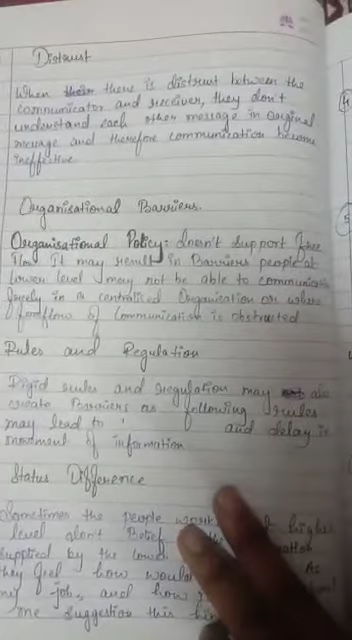 Distrust
When there is distrust between the
communicator and receiver, they don't
understand each other message in original
message and therefore communication become
ineffective
Organisational Barriers.
Organisational Policy: doesn't support free
flow It may result in Barriers people at
lower level may not be able to communicate
freely in a centralised Organisation or where
freeflow of Communication is obstructed
Rules and Regulation
Rigid rules and regulation may also
create Barriers as following rules
may lead to and delay in
movement of information
Status Difference
Sometimes the people higher
level don't Belief
supplied by the lower As
they feel how would
my job, and how
me suggestion this